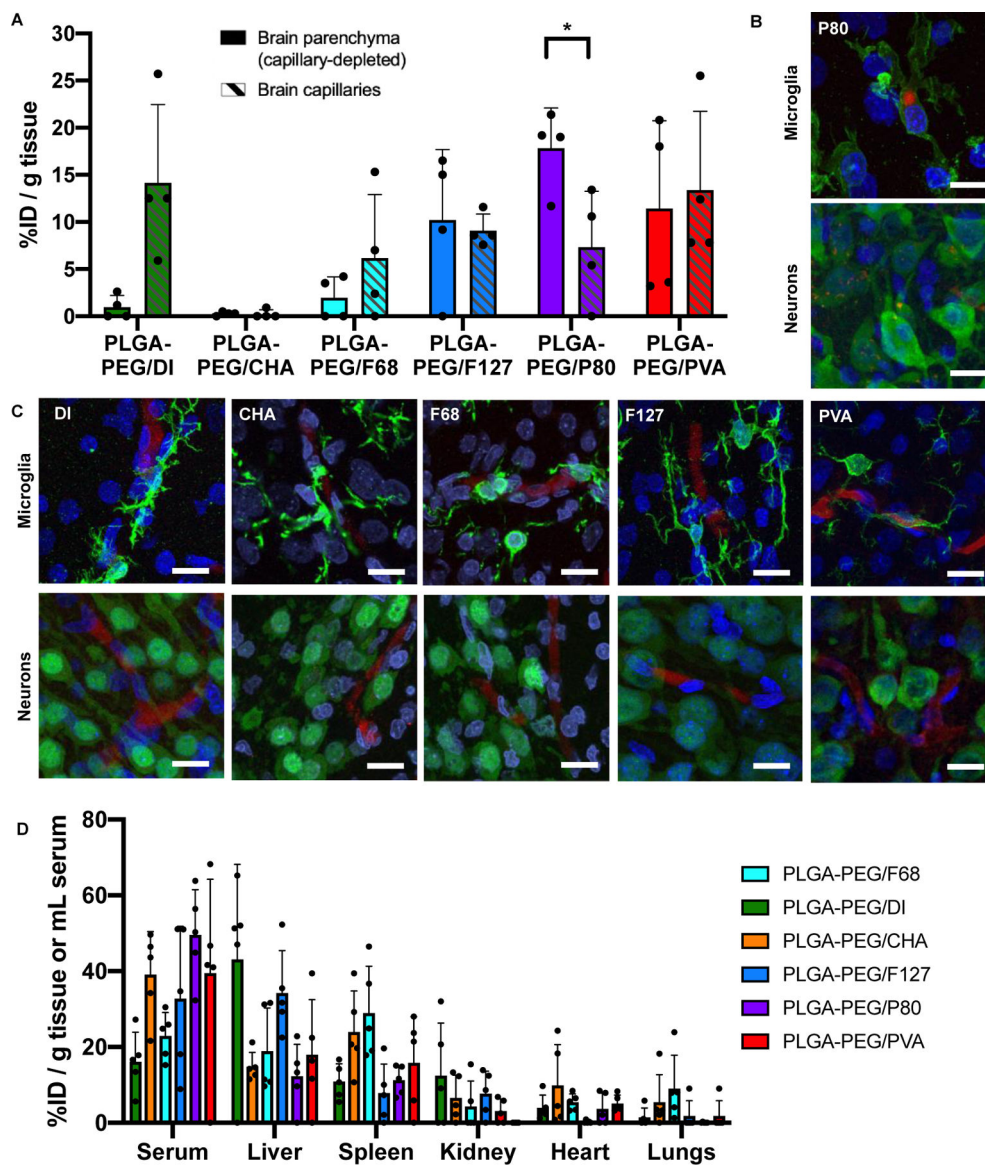 A
%ID / g tissue
30
25
20
15
10
5
0
Brain parenchyma
(capillary-depleted)
Brain capillaries
*
PLGA-
PEG/DI
PLGA-
PEG/CHA
PLGA-
PEG/F68
PLGA-
PEG/F127
PLGA-
PEG/P80
PLGA-
PEG/PVA
B
P80
Microglia
Neurons
C
DI
CHA
F68
F127
PVA
Microglia
Neurons
D
%ID / g tissue or mL serum
80
60
40
20
0
Serum
Liver
Spleen
Kidney
Heart
Lungs
PLGA-PEG/F68
PLGA-PEG/DI
PLGA-PEG/CHA
PLGA-PEG/F127
PLGA-PEG/P80
PLGA-PEG/PVA